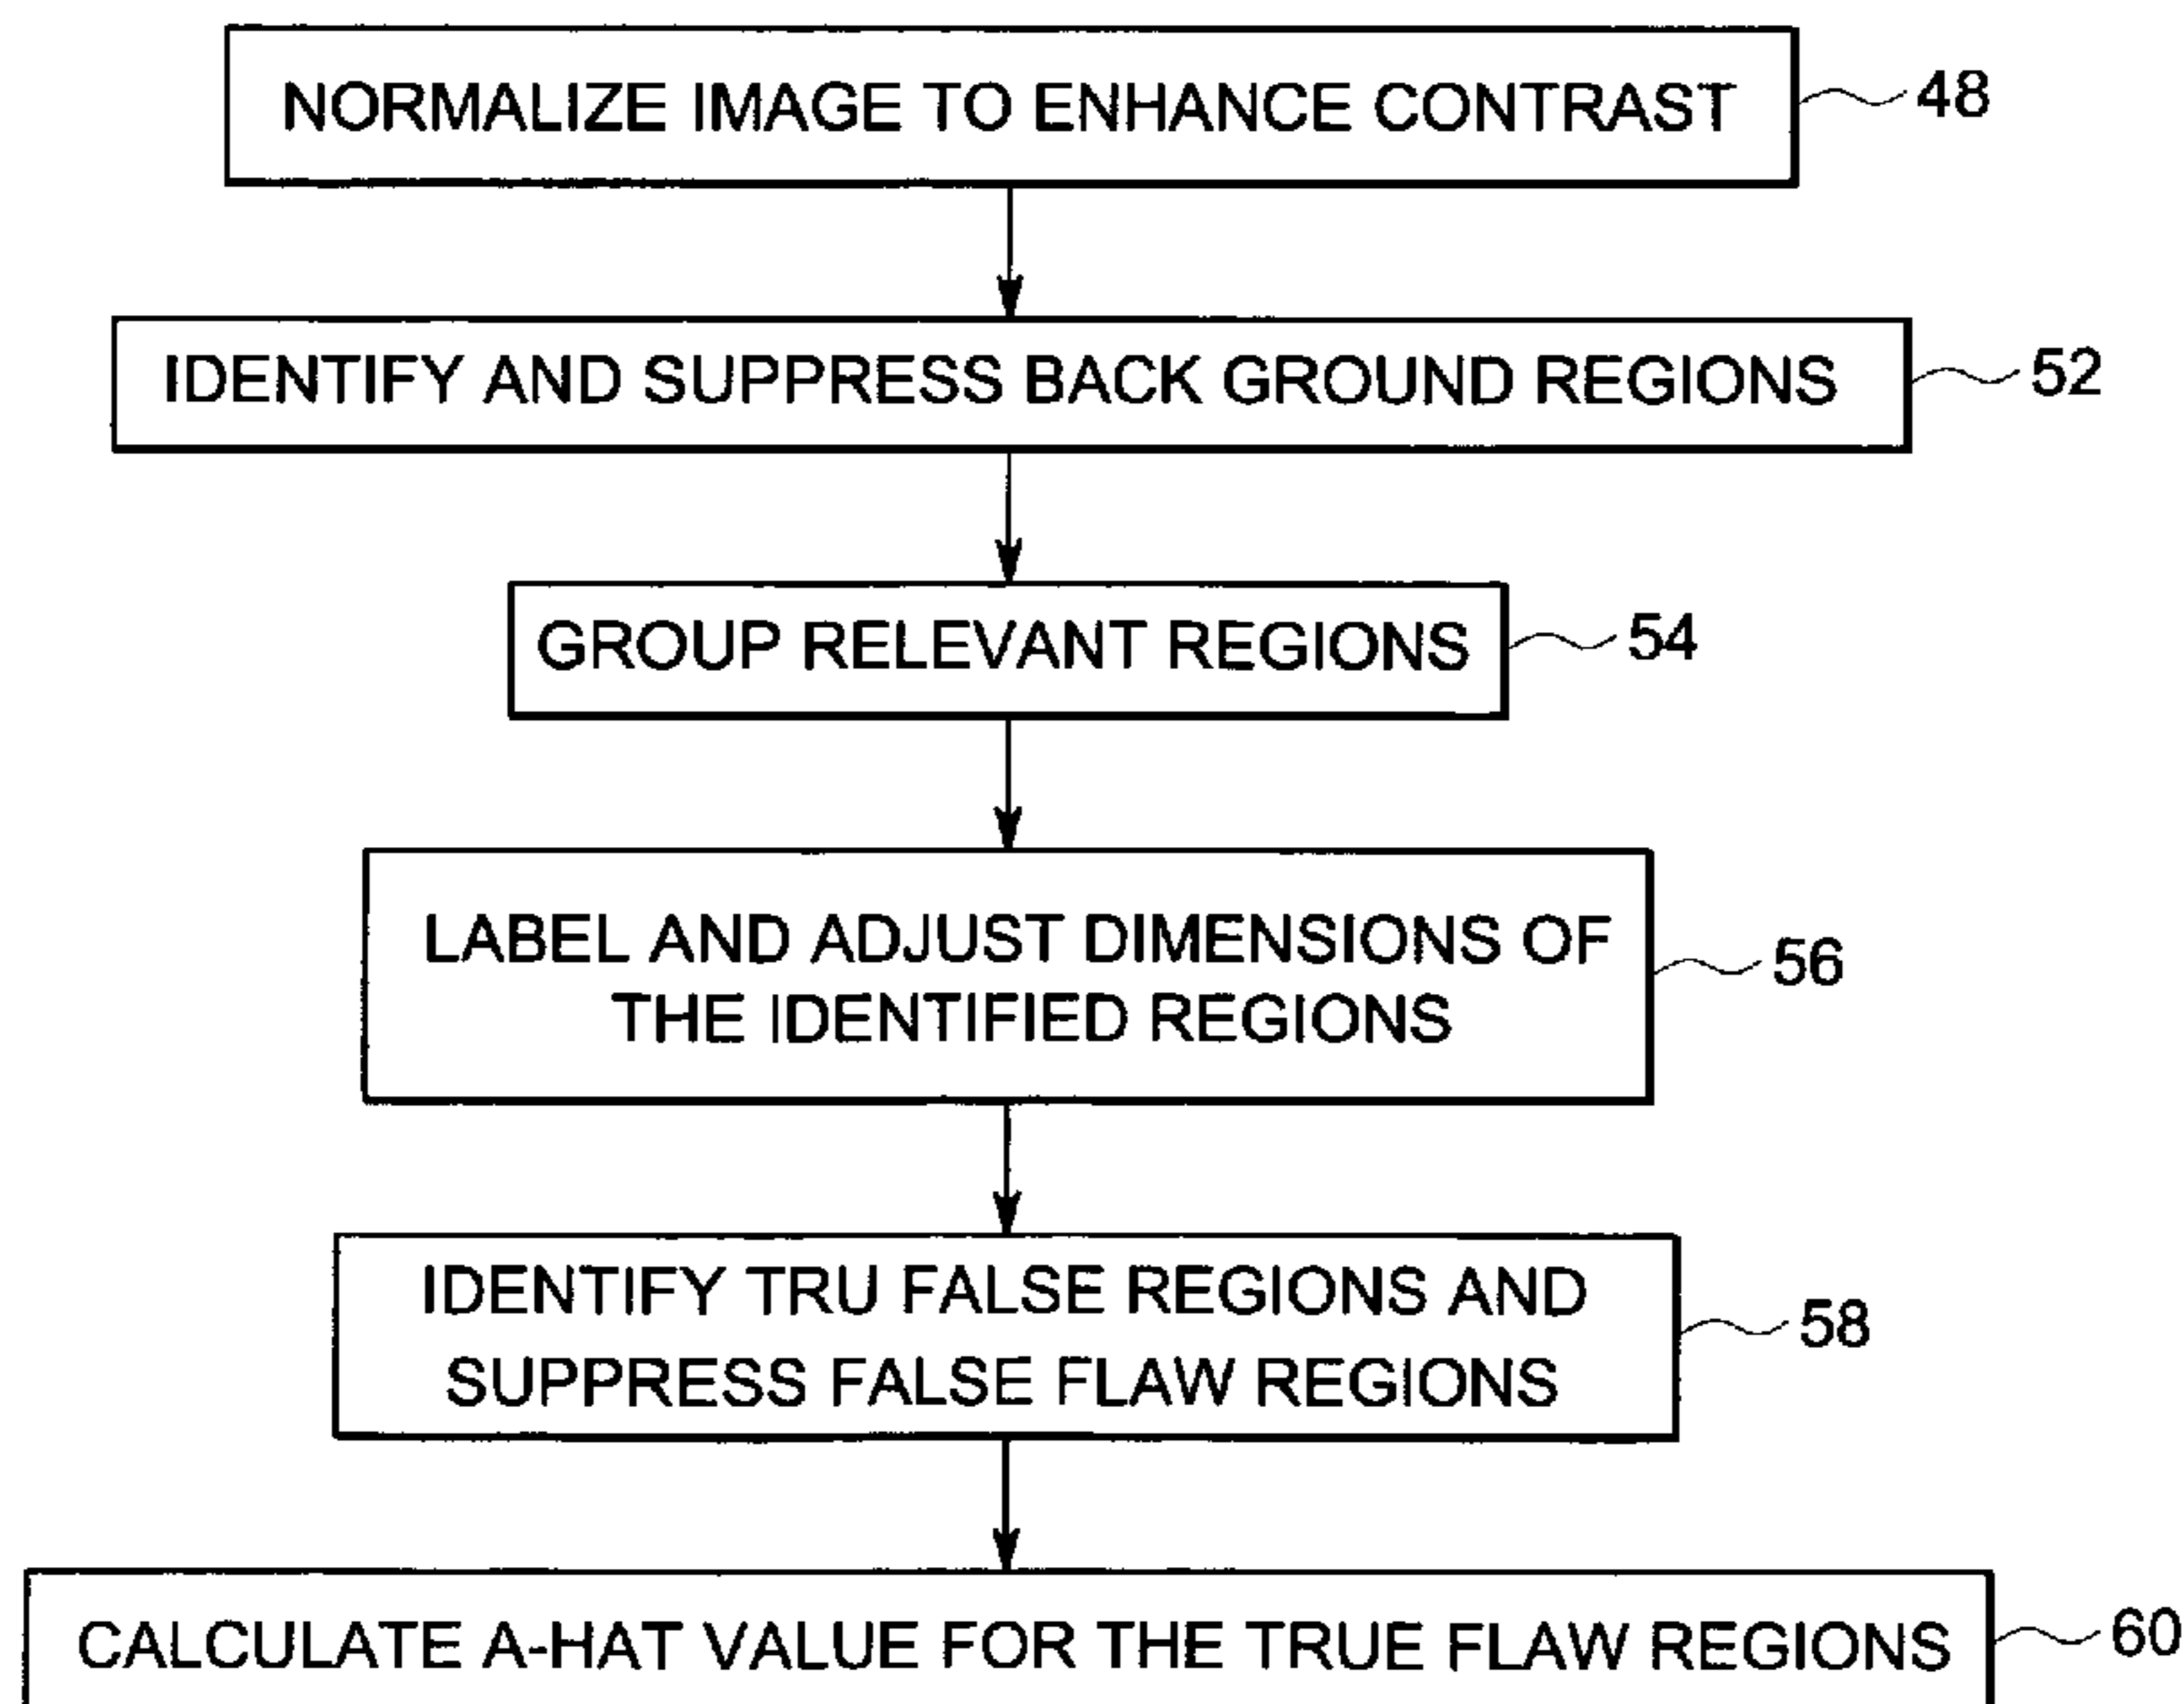 NORMALIZE IMAGE TO ENHANCE CONTRAST
48
IDENTIFY AND SUPPRESS BACK GROUND REGIONS
52
GROUP RELEVANT REGIONS
54
LABEL AND ADJUST DIMENSIONS OF
THE IDENTIFIED REGIONS
56
IDENTIFY TRU FALSE REGIONS AND
SUPPRESS FALSE FLAW REGIONS
58
CALCULATE A-HAT VALUE FOR THE TRUE FLAW REGIONS
60